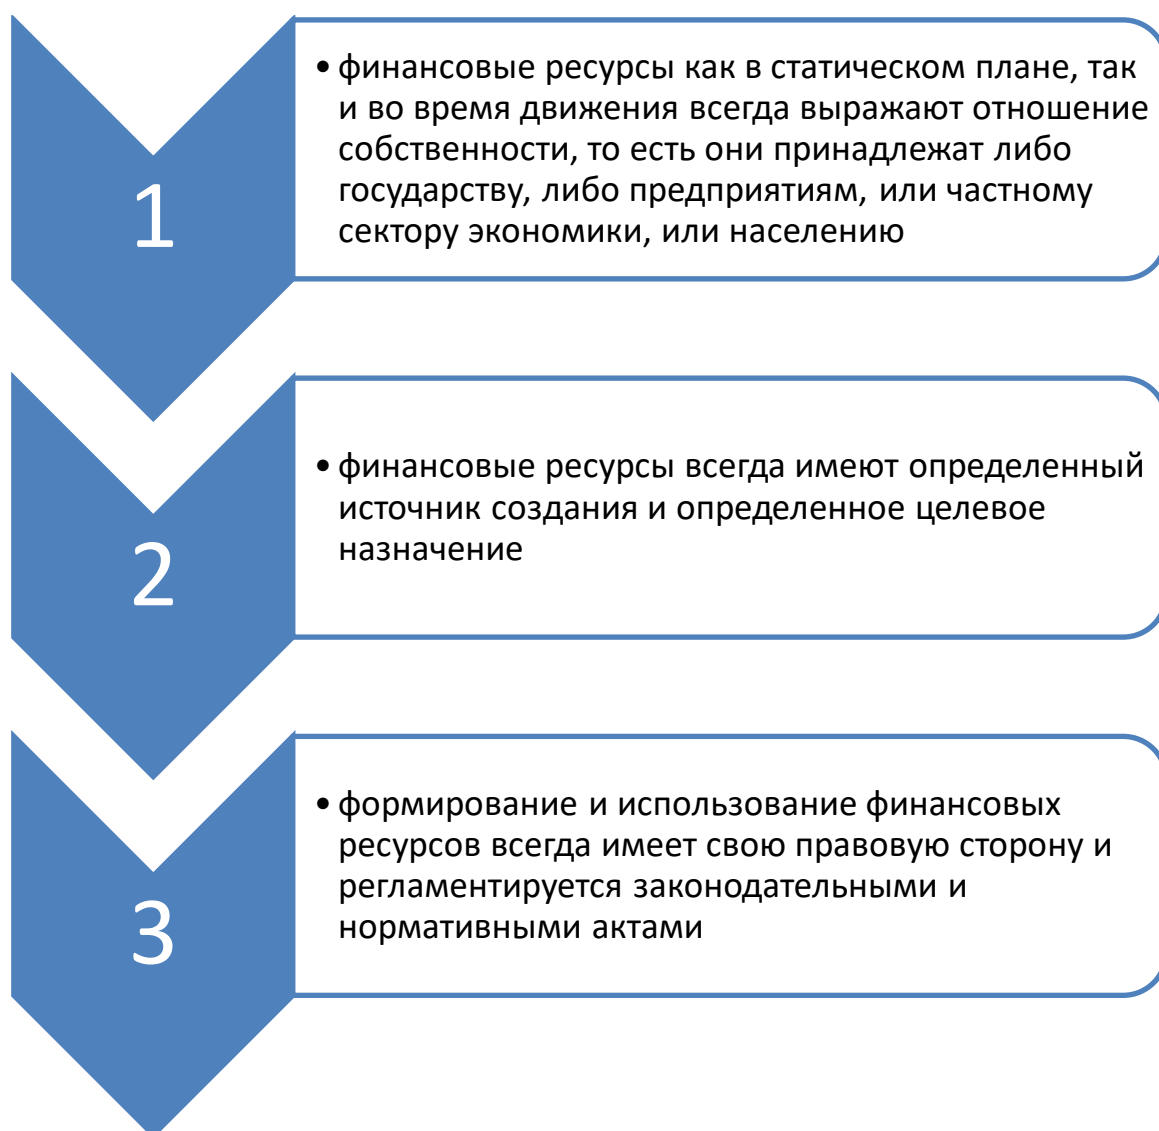 1
• финансовые ресурсы как в статическом плане, так
и во время движения всегда выражают отношение
собственности, то есть они принадлежат либо
государству, либо предприятиям, или частному
сектору экономики, или населению
2
• финансовые ресурсы всегда имеют определенный
источник создания и определенное целевое
назначение
3
• формирование и использование финансовых
ресурсов всегда имеет свою правовую сторону и
регламентируется законодательными и
нормативными актами